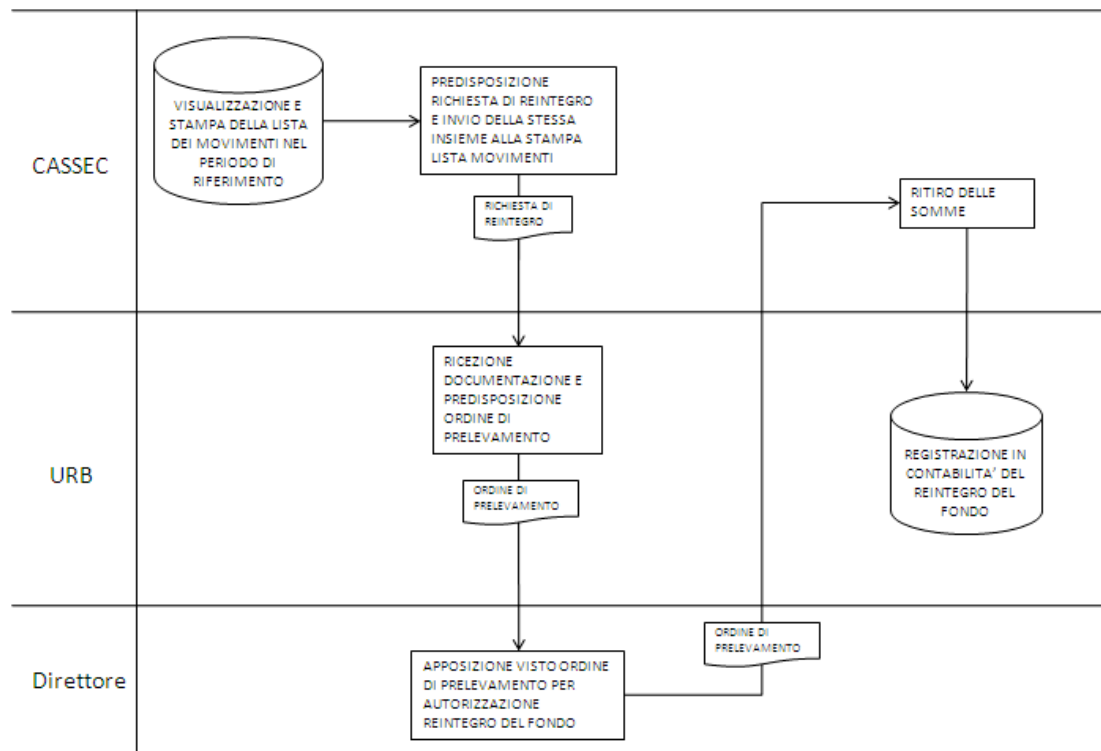 CASSEC
VISUALIZZAZIONE E
STAMPA DELLA LISTA
DEI MOVIMENTI NEL
PERIODO DI
RIFERIMENTO
PREDISPOSIZIONE
RICHIESTA DI REINTEGRO
E INVIO DELLA STESSA
INSIEME ALLA STAMPA
LISTA MOVIMENTI
RICHIESTA DI
REINTEGRO
RITIRO DELLE
SOMME
URB
RICEZIONE
DOCUMENTAZIONE E
PREDISPOSIZIONE
ORDINE DI
PRELEVAMENTO
ORDINE DI
PRELEVAMENTO
REGISTRAZIONE IN
CONTABILITA’ DEL
REINTEGRO DEL
FONDO
Direttore
APPOSIZIONE VISTO ORDINE
DI PRELEVAMENTO PER
AUTORIZZAZIONE
REINTEGRO DEL FONDO
ORDINE DI
PRELEVAMENTO